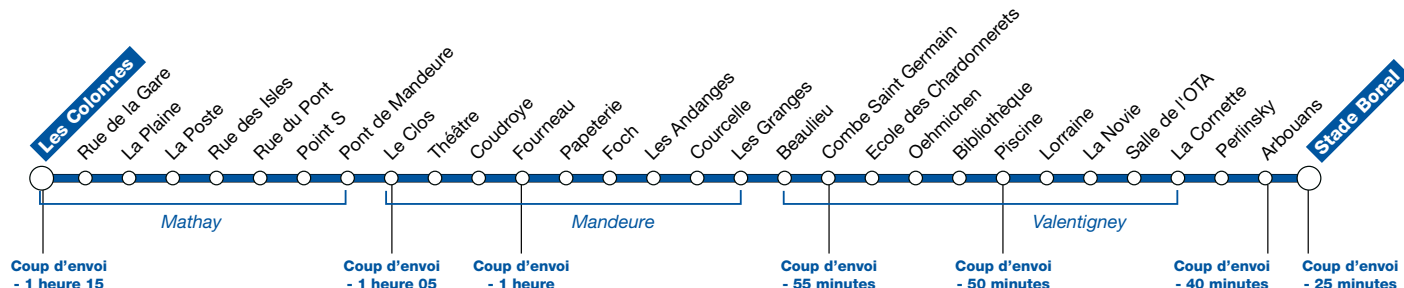 Les Colonnes
Rue de la Gare
La Plaine
La Poste
Rue des Isles
Rue du Pont
Point S
Pont de Mandeure
Le Clos
Théâtre
Coudroye
Fourneau
Papeterie
Foch
Les Andanges
Courcelle
Les Granges
Beaulieu
Combe Saint Germain
Ecole des Chardonnerets
Oehmichen
Bibliothèque
Piscine
Lorraine
La Novie
Salle de l'OTA
La Cornette
Perlinsky
Arbouans
Stade Bonal
Mathay
Mandeure
Valentigney
Coup d'envoi
- 1 heure 15
Coup d'envoi
- 1 heure 05
Coup d'envoi
- 1 heure
Coup d'envoi
- 55 minutes
Coup d'envoi
- 50 minutes
Coup d'envoi
- 40 minutes
Coup d'envoi
- 25 minutes